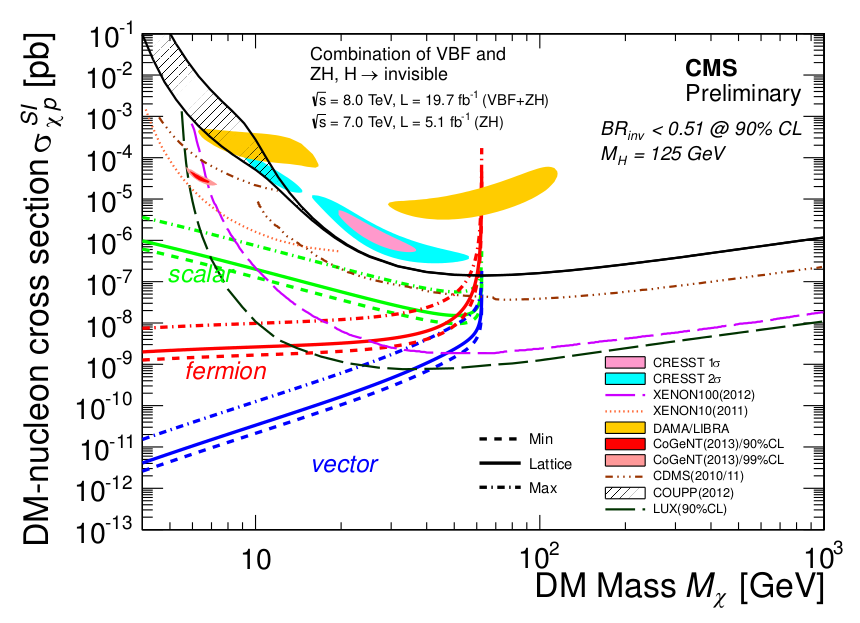 Combination of VBF and
ZH, H → invisible
√s = 8.0 TeV, L = 19.7 fb⁻¹ (VBF+ZH)
√s = 7.0 TeV, L = 5.1 fb⁻¹ (ZH)
CMS
Preliminary
BR_inv < 0.51 @ 90% CL
M_H = 125 GeV
DM-nucleon cross section σ_χp^SI [pb]
10⁻¹
10⁻²
10⁻³
10⁻⁴
10⁻⁵
10⁻⁶
10⁻⁷
10⁻⁸
10⁻⁹
10⁻¹⁰
10⁻¹¹
10⁻¹²
10⁻¹³
scalar
fermion
vector
Min
Lattice
Max
CRESST 1σ
CRESST 2σ
XENON100(2012)
XENON10(2011)
DAMA/LIBRA
CoGeNT(2013)/90%CL
CoGeNT(2013)/99%CL
CDMS(2010/11)
COUPP(2012)
LUX(90%CL)
10
10²
10³
DM Mass M_χ [GeV]